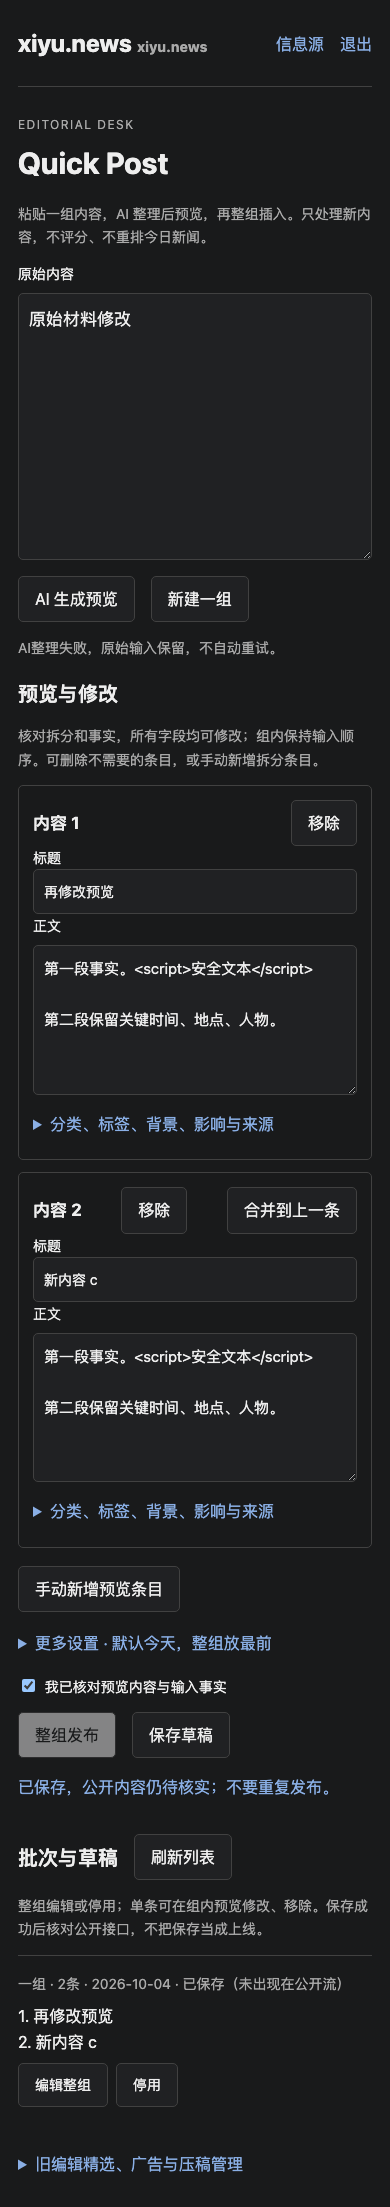 xiyu.news xiyu.news 信息源 退出
EDITORIAL DESK
Quick Post
粘贴一组内容，AI 整理后预览，再整组插入。只处理新内
容，不评分、不重排今日新闻。
原始内容
原始材料修改
AI 生成预览 新建一组
AI整理失败，原始输入保留，不自动重试。
预览与修改
核对拆分和事实，所有字段均可修改；组内保持输入顺
序。可删除不需要的条目，或手动新增拆分条目。
内容 1 移除
标题
再修改预览
正文
第一段事实。<script>安全文本</script>
第二段保留关键时间、地点、人物。
▶ 分类、标签、背景、影响与来源
内容 2 移除 合并到上一条
标题
新内容 c
正文
第一段事实。<script>安全文本</script>
第二段保留关键时间、地点、人物。
▶ 分类、标签、背景、影响与来源
手动新增预览条目
▶ 更多设置 · 默认今天，整组放最前
我已核对预览内容与输入事实
整组发布 保存草稿
已保存，公开内容仍待核实；不要重复发布。
批次与草稿 刷新列表
整组编辑或停用；单条可在组内预览修改、移除。保存成
功后核对公开接口，不把保存当成上线。
一组 · 2条 · 2026-10-04 · 已保存（未出现在公开流）
1. 再修改预览
2. 新内容 c
编辑整组 停用
▶ 旧编辑精选、广告与压稿管理